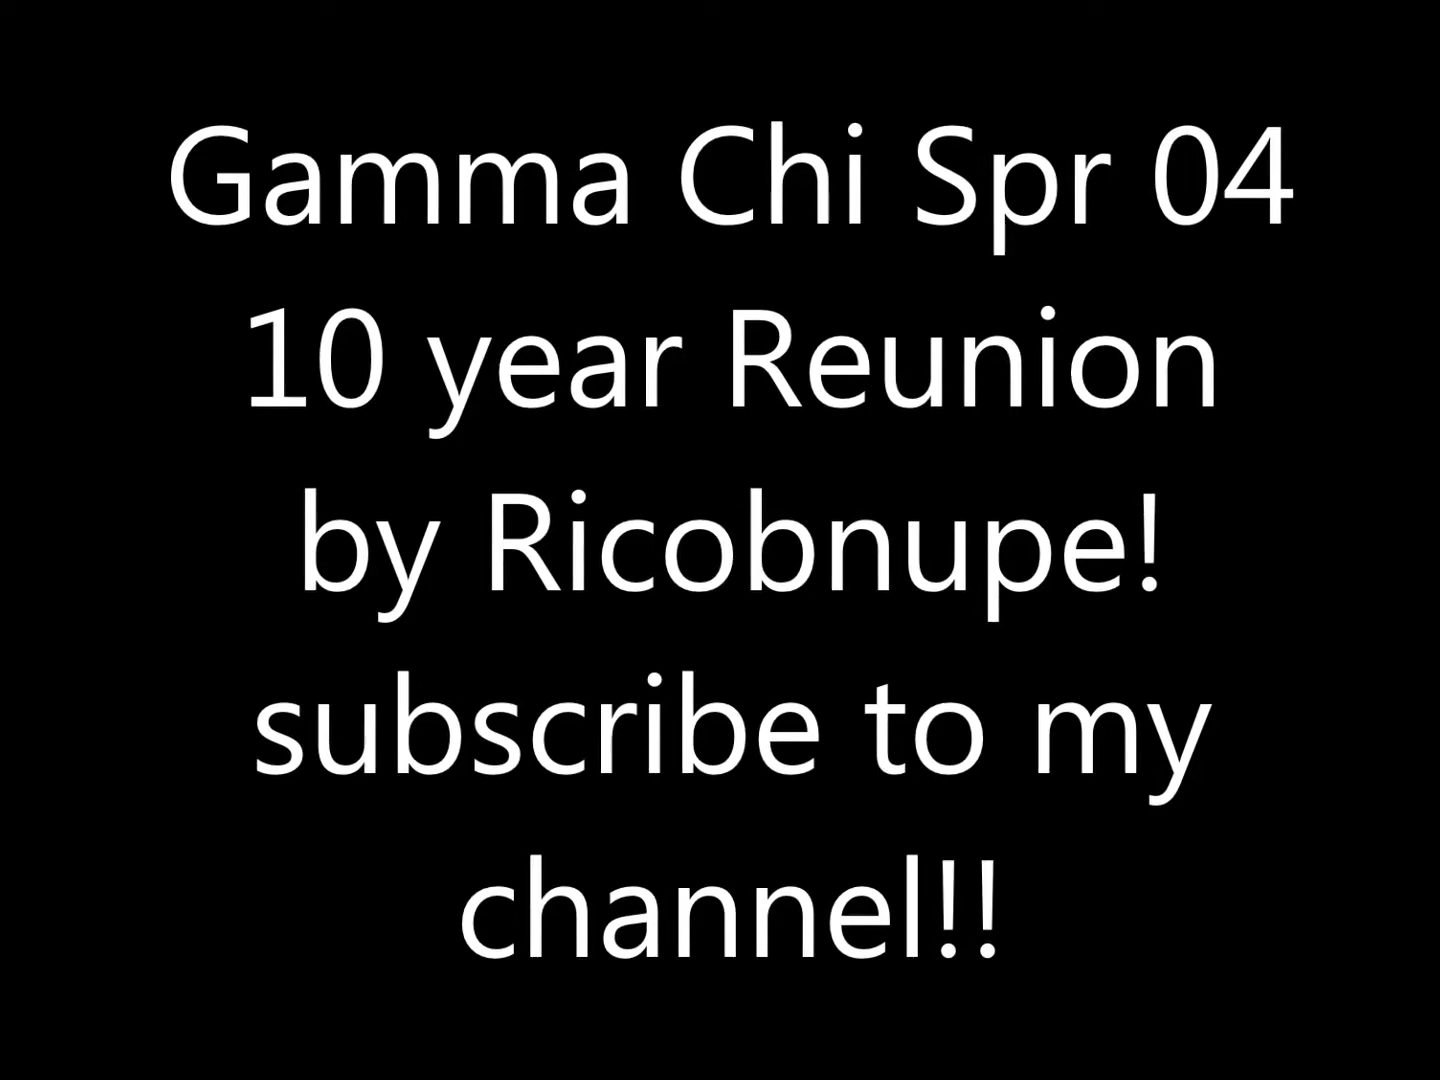 Gamma Chi Spr 04
10 year Reunion
by Ricobnupe!
subscribe to my
channel!!